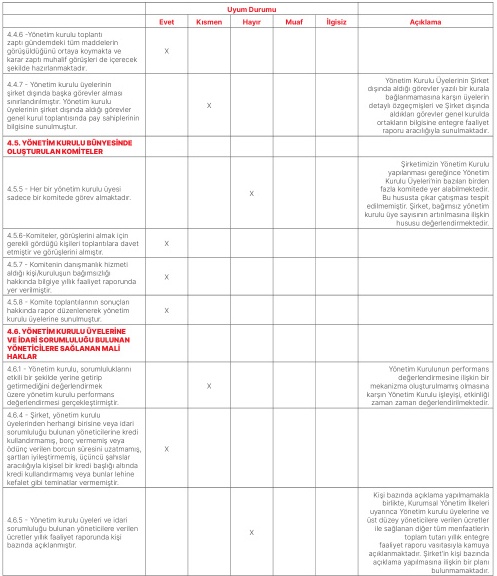 Uyum Durumu
Evet Kısmen Hayır Muaf İlgisiz Açıklama
4.4.6 -Yönetim kurulu toplantı
zaptı gündemdeki tüm maddelerin
görüşüldüğünü ortaya koymakta ve
karar zaptı muhalif görüşleri de içerecek
şekilde hazırlanmaktadır.
X
4.4.7 - Yönetim kurulu üyelerinin
şirket dışında başka görevler alması
sınırlandırılmıştır. Yönetim kurulu
üyelerinin şirket dışında aldığı görevler
genel kurul toplantısında pay sahiplerinin
bilgisine sunulmuştur.
X
Yönetim Kurulu Üyelerinin Şirket
dışında aldığı görevler yazılı bir kurala
bağlanmamasına karşın üyelerin
detaylı özgeçmişleri ve Şirket dışında
aldıkları görevler genel kurulda
ortakların bilgisine entegre faaliyet
raporu aracılığıyla sunulmaktadır.
4.5. YÖNETİM KURULU BÜNYESİNDE
OLUŞTURULAN KOMİTELER
4.5.5 - Her bir yönetim kurulu üyesi
sadece bir komitede görev almaktadır.
X
Şirketimizin Yönetim Kurulu
yapılanması gereğince Yönetim
Kurulu Üyeleri'nin bazıları birden
fazla komitede yer alabilmektedir.
Bu hususta çıkar çatışması tespit
edilmemiştir. Şirket, bağımsız yönetim
kurulu üye sayısının artırılmasına ilişkin
hususu değerlendirmektedir.
4.5.6-Komiteler, görüşlerini almak için
gerekli gördüğü kişileri toplantılara davet
etmiştir ve görüşlerini almıştır.
X
4.5.7 - Komitenin danışmanlık hizmeti
aldığı kişi/kuruluşun bağımsızlığı
hakkında bilgiye yıllık faaliyet raporunda
yer verilmiştir.
X
4.5.8 - Komite toplantılarının sonuçları
hakkında rapor düzenlenerek yönetim
kurulu üyelerine sunulmuştur.
X
4.6. YÖNETİM KURULU ÜYELERİNE
VE İDARİ SORUMLULUĞU BULUNAN
YÖNETİCİLERE SAĞLANAN MALİ
HAKLAR
4.6.1 - Yönetim kurulu, sorumluluklarını
etkili bir şekilde yerine getirip
getirmediğini değerlendirmek
üzere yönetim kurulu performans
değerlendirmesi gerçekleştirmiştir.
X
Yönetim Kurulunun performans
değerlendirmesine ilişkin bir
mekanizma oluşturulmamış olmasına
karşın Yönetim Kurulu işleyişi, etkinliği
zaman zaman değerlendirilmektedir.
4.6.4 - Şirket, yönetim kurulu
üyelerinden herhangi birisine veya idari
sorumluluğu bulunan yöneticilerine kredi
kullandırmamış, borç vermemiş veya
ödünç verilen borcun süresini uzatmamış,
şartları iyileştirmemiş, üçüncü şahıslar
aracılığıyla kişisel bir kredi başlığı altında
kredi kullandırmamış veya bunlar lehine
kefalet gibi teminatlar vermemiştir.
X
4.6.5 - Yönetim kurulu üyeleri ve idari
sorumluluğu bulunan yöneticilere verilen
ücretler yıllık faaliyet raporunda kişi
bazında açıklanmıştır.
X
Kişi bazında açıklama yapılmamakla
birlikte, Kurumsal Yönetim İlkeleri
uyarınca Yönetim kurulu üyelerine ve
üst düzey yöneticilere verilen ücretler
ile sağlanan diğer tüm menfaatlerin
toplam tutarı yıllık entegre
faaliyet raporu vasıtasıyla kamuya
açıklanmaktadır. Şirket'in kişi bazında
açıklama yapılmasına ilişkin bir planı
bulunmamaktadır.